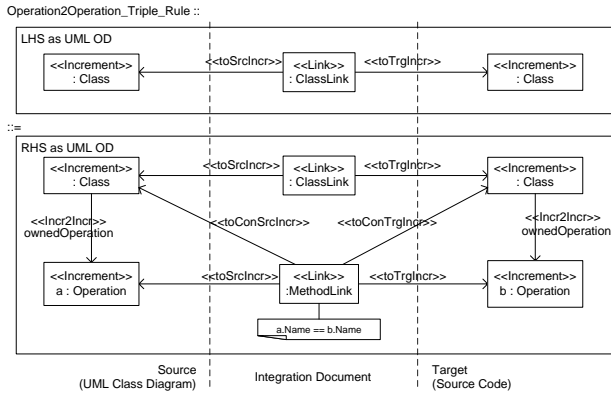 Operation2Operation_Triple_Rule ::
LHS as UML OD
<<Increment>>
: Class
<<toSrcIncr>>
<<Link>>
: ClassLink
<<toTrgIncr>>
<<Increment>>
: Class
::=
RHS as UML OD
<<Increment>>
: Class
<<toSrcIncr>>
<<Link>>
: ClassLink
<<toTrgIncr>>
<<Increment>>
: Class
<<Incr2Incr>>
ownedOperation
<<toConSrcIncr>>
<<toConTrgIncr>>
<<Incr2Incr>>
ownedOperation
<<Increment>>
a : Operation
<<toSrcIncr>>
<<Link>>
:MethodLink
<<toTrgIncr>>
<<Increment>>
b : Operation
a.Name == b.Name
Source
(UML Class Diagram)
Integration Document
Target
(Source Code)